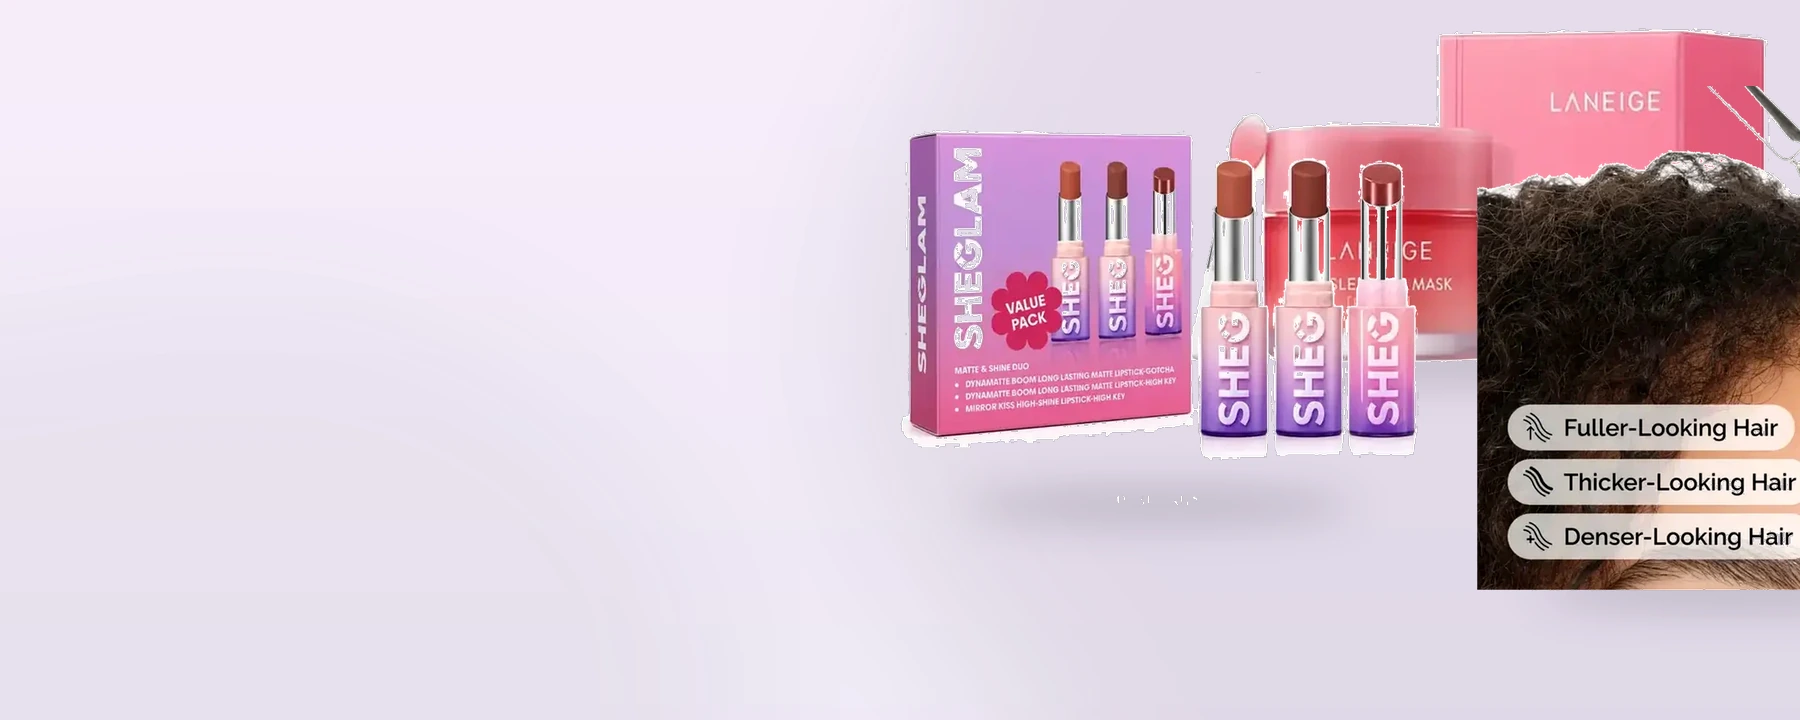 SHEGLAM
SHEGLAM
VALUE
PACK
SHEG
SHEG
SHEG
MATTE & SHINE DUO
• DYNAMATTE BOOM LONG LASTING MATTE LIPSTICK-GOTCHA
• DYNAMATTE BOOM LONG LASTING MATTE LIPSTICK-HIGH KEY
• MIRROR KISS HIGH-SHINE LIPSTICK-HIGH KEY
SHEG
SHEG
SHEG
LANEIGE
MASK
LANEIGE
Fuller-Looking Hair
Thicker-Looking Hair
Denser-Looking Hair